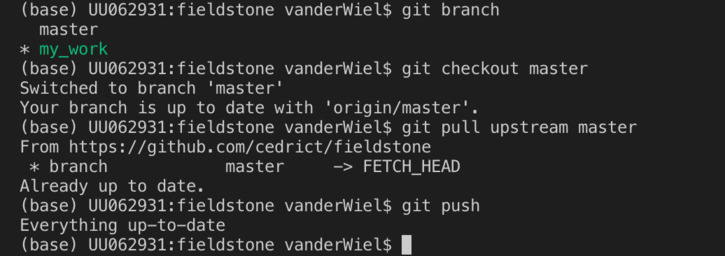 (base) UU062931:fieldstone vanderWiel$ git branch
  master
* my_work
(base) UU062931:fieldstone vanderWiel$ git checkout master
Switched to branch 'master'
Your branch is up to date with 'origin/master'.
(base) UU062931:fieldstone vanderWiel$ git pull upstream master
From https://github.com/cedrict/fieldstone
 * branch            master     -> FETCH_HEAD
Already up to date.
(base) UU062931:fieldstone vanderWiel$ git push
Everything up-to-date
(base) UU062931:fieldstone vanderWiel$